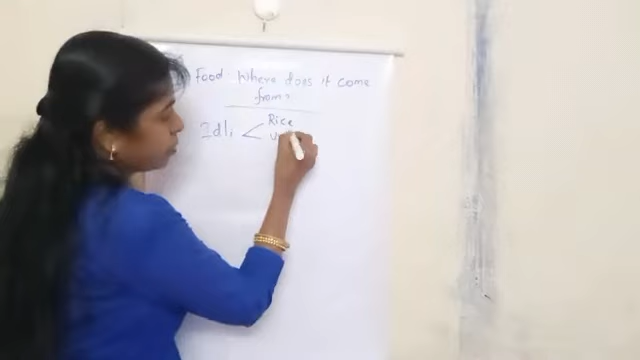 Food Where does it come
from?
Idli < Rice